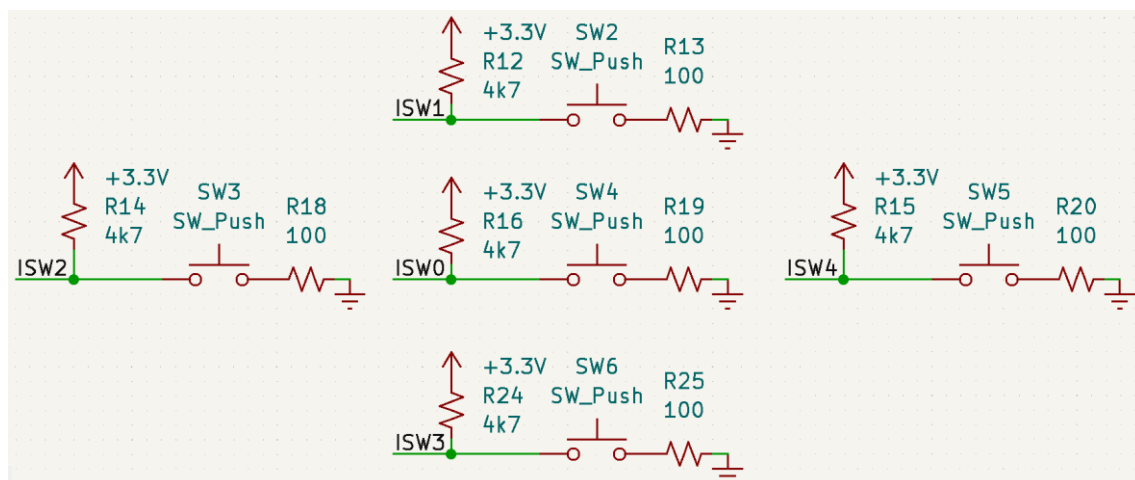 +3.3V
R12
4k7
SW2
SW_Push
R13
100
ISW1
+3.3V
R14
4k7
SW3
SW_Push
R18
100
ISW2
+3.3V
R16
4k7
SW4
SW_Push
R19
100
ISW0
+3.3V
R15
4k7
SW5
SW_Push
R20
100
ISW4
+3.3V
R24
4k7
SW6
SW_Push
R25
100
ISW3